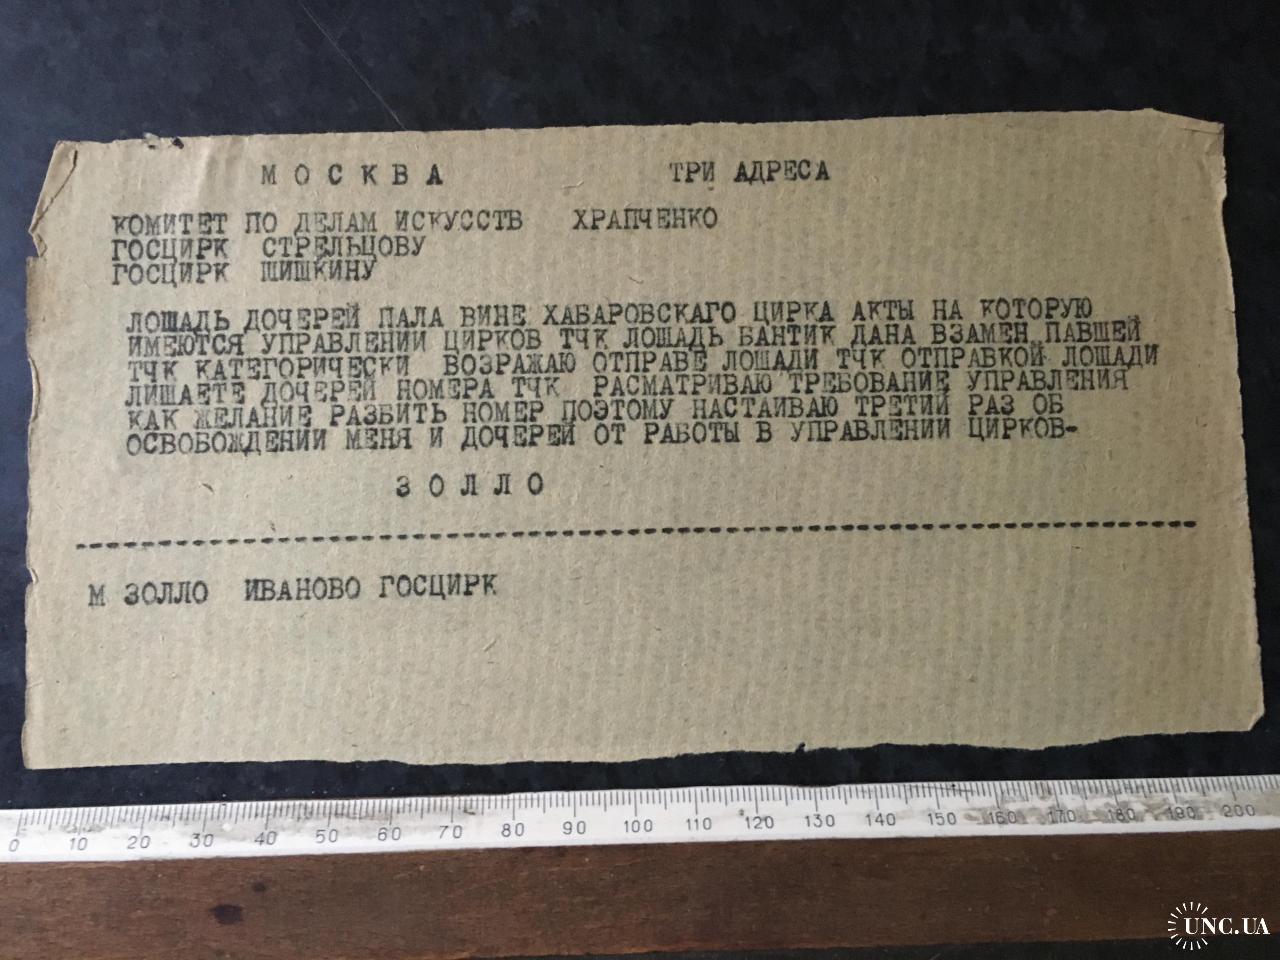 М О С К В А ТРИ АДРЕСА
КОМИТЕТ ПО ДЕЛАМ ИСКУССТВ ХРАПЧЕНКО
ГОСЦИРК СТРЕЛЬЦОВУ
ГОСЦИРК ШИШКИНУ
ЛОШАДЬ ДОЧЕРЕЙ ПАЛА ВИНЕ ХАБАРОВСКАГО ЦИРКА АКТЫ НА КОТОРУЮ
ИМЕЮТСЯ УПРАВЛЕНИИ ЦИРКОВ ТЧК ЛОШАДЬ БАНТИК ДАНА ВЗАМЕН ПАВШЕЙ
ТЧК КАТЕГОРИЧЕСКИ ВОЗРАЖАЮ ОТПРАВЕ ЛОШАДИ ТЧК ОТПРАВКОЙ ЛОШАДИ
ЛИШАЕТЕ ДОЧЕРЕЙ НОМЕРА ТЧК РАСМАТРИВАЮ ТРЕБОВАНИЕ УПРАВЛЕНИЯ
КАК ЖЕЛАНИЕ РАЗБИТЬ НОМЕР ПОЭТОМУ НАСТАИВАЮ ТРЕТИЙ РАЗ ОБ
ОСВОБОЖДЕНИИ МЕНЯ И ДОЧЕРЕЙ ОТ РАБОТЫ В УПРАВЛЕНИИ ЦИРКОВ-
З О Л Л О
М ЗОЛЛО ИВАНОВО ГОСЦИРК
0 10 20 30 40 50 60 70 80 90 100 110 120 130 140 150 160 170 180 190 200
UNC.UA